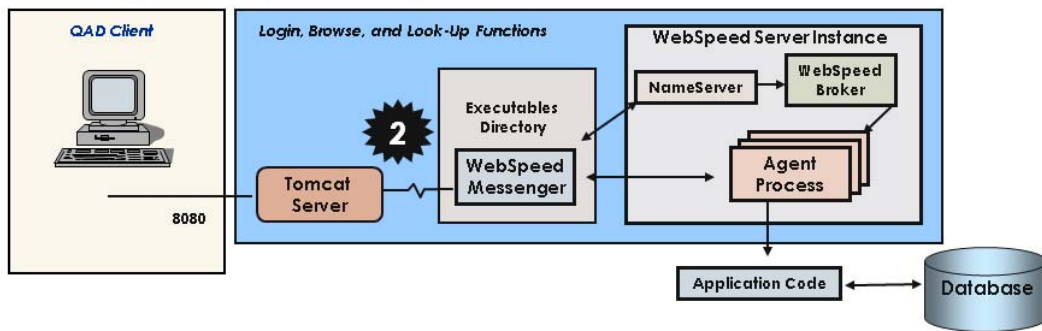 QAD Client
Login, Browse, and Look-Up Functions
WebSpeed Server Instance
NameServer
WebSpeed
Broker
Executables
Directory
2
WebSpeed
Messenger
Agent
Process
Tomcat
Server
8080
Application Code
Database